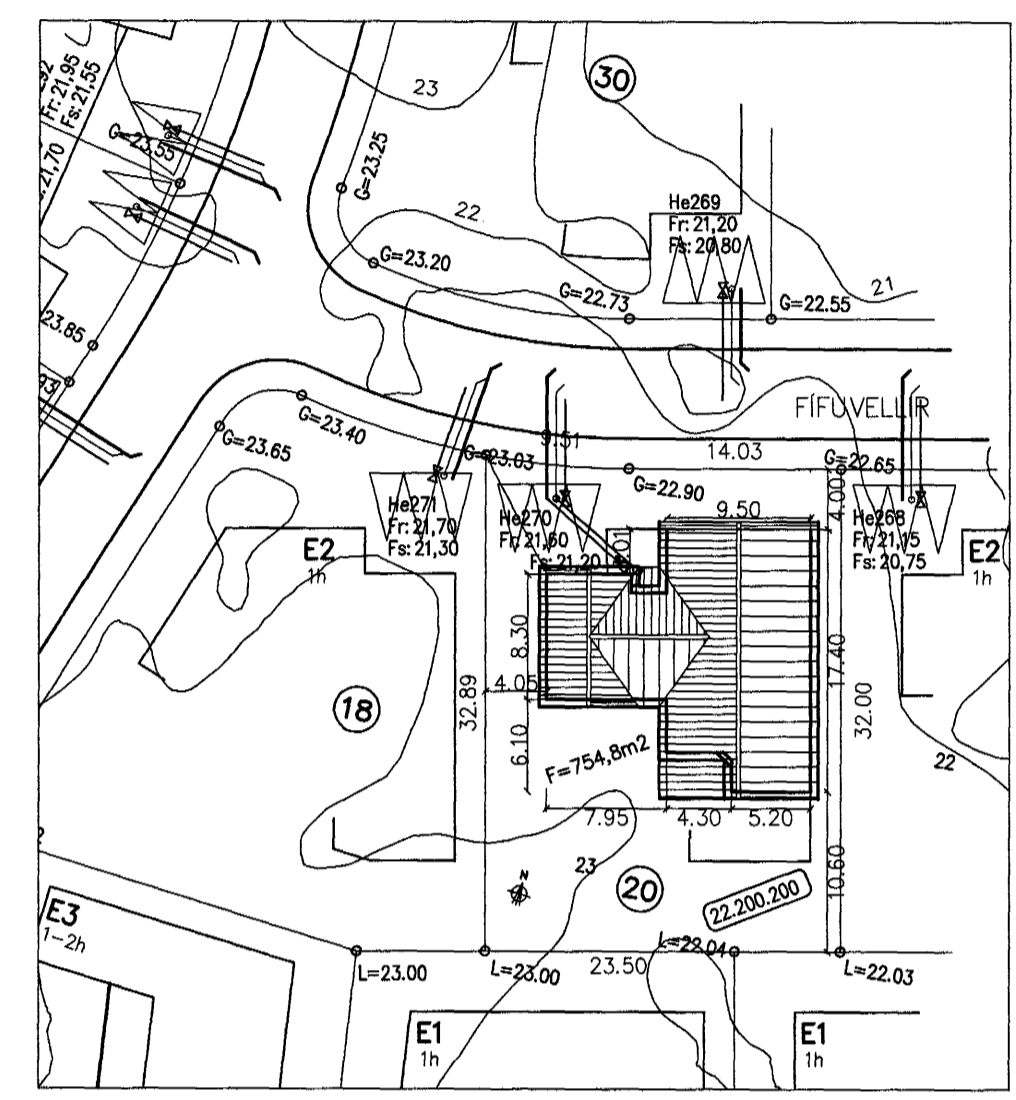 Fr: 21,95
Fs: 21,55
21,70
G=23.55
23
30
G=23.25
22
He269
Fr: 21,20
Fs: 20,80
G=23.20
G=22.73
G=22.55
21
23.85
93
FÍFUVELLIR
G=23.65
G=23.40
G=23.03
9.51
14.03
G=22.65
G=22.90
4.00
He271
Fr: 21,70
Fs: 21,30
He270
Fr: 21,60
Fs: 21,20
9.50
He268
Fr: 21,15
Fs: 20,75
E2
1h
E2
1h
8.30
17.40
4.05
32.89
32.00
18
6.10
F=754,8m2
22
7.95
4.30
5.20
23
N
20
22.200.200
10.60
E3
1-2h
L=23.00
L=23.00
23.50
L=22.04
L=22.03
E1
1h
E1
1h